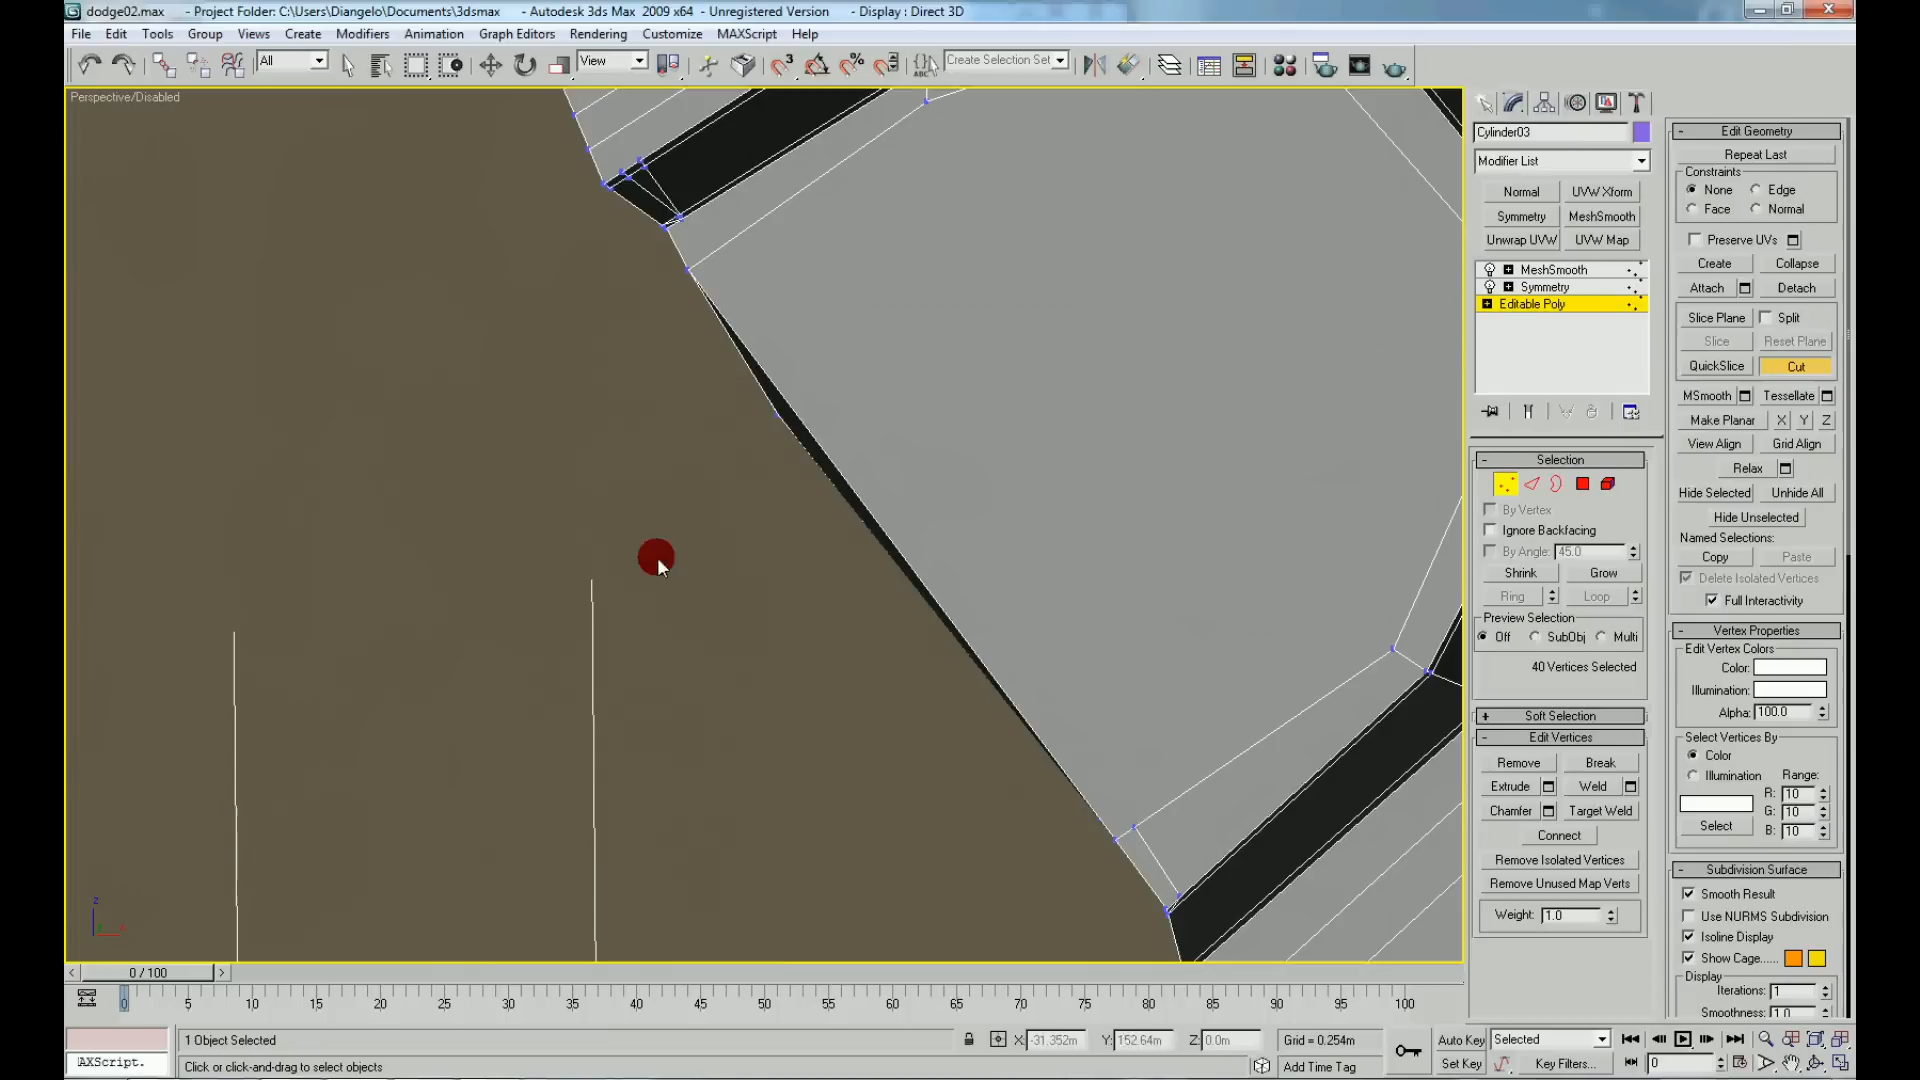 dodge02.max - Project Folder: C:\Users\Diangelo\Documents\3dsmax - Autodesk 3ds Max 2009 x64 - Unregistered Version - Display : Direct 3D
File Edit Tools Group Views Create Modifiers Animation Graph Editors Rendering Customize MAXScript Help
All View Create Selection Set
Perspective/Disabled
Cylinder03
Modifier List
Normal UVW Xform
Symmetry MeshSmooth
Unwrap UVW UVW Map
MeshSmooth
Symmetry
Editable Poly
Selection
By Vertex
Ignore Backfacing
By Angle: 45.0
Shrink Grow
Ring Loop
Preview Selection
Off SubObj Multi
40 Vertices Selected
Soft Selection
Edit Vertices
Remove Break
Extrude Weld
Chamfer Target Weld
Connect
Remove Isolated Vertices
Remove Unused Map Verts
Weight: 1.0
Edit Geometry
Repeat Last
Constraints
None Edge
Face Normal
Preserve UVs
Create Collapse
Attach Detach
Slice Plane Split
Slice Reset Plane
QuickSlice Cut
MSmooth Tessellate
Make Planar X Y Z
View Align Grid Align
Relax
Hide Selected Unhide All
Hide Unselected
Named Selections:
Copy Paste
Delete Isolated Vertices
Full Interactivity
Vertex Properties
Edit Vertex Colors
Color:
Illumination:
Alpha: 100.0
Select Vertices By
Color
Illumination Range:
R: 10
G: 10
Select B: 10
Subdivision Surface
Smooth Result
Use NURMS Subdivision
Isoline Display
Show Cage......
Display
Iterations: 1
Smoothness: 1.0
z
< 0 / 100 >
0 5 10 15 20 25 30 35 40 45 50 55 60 65 70 75 80 85 90 95 100
1 Object Selected X: -31.352m Y: 152.64m Z: 0.0m Grid = 0.254m Auto Key Selected
AXScript. Click or click-and-drag to select objects Add Time Tag Set Key Key Filters... 0